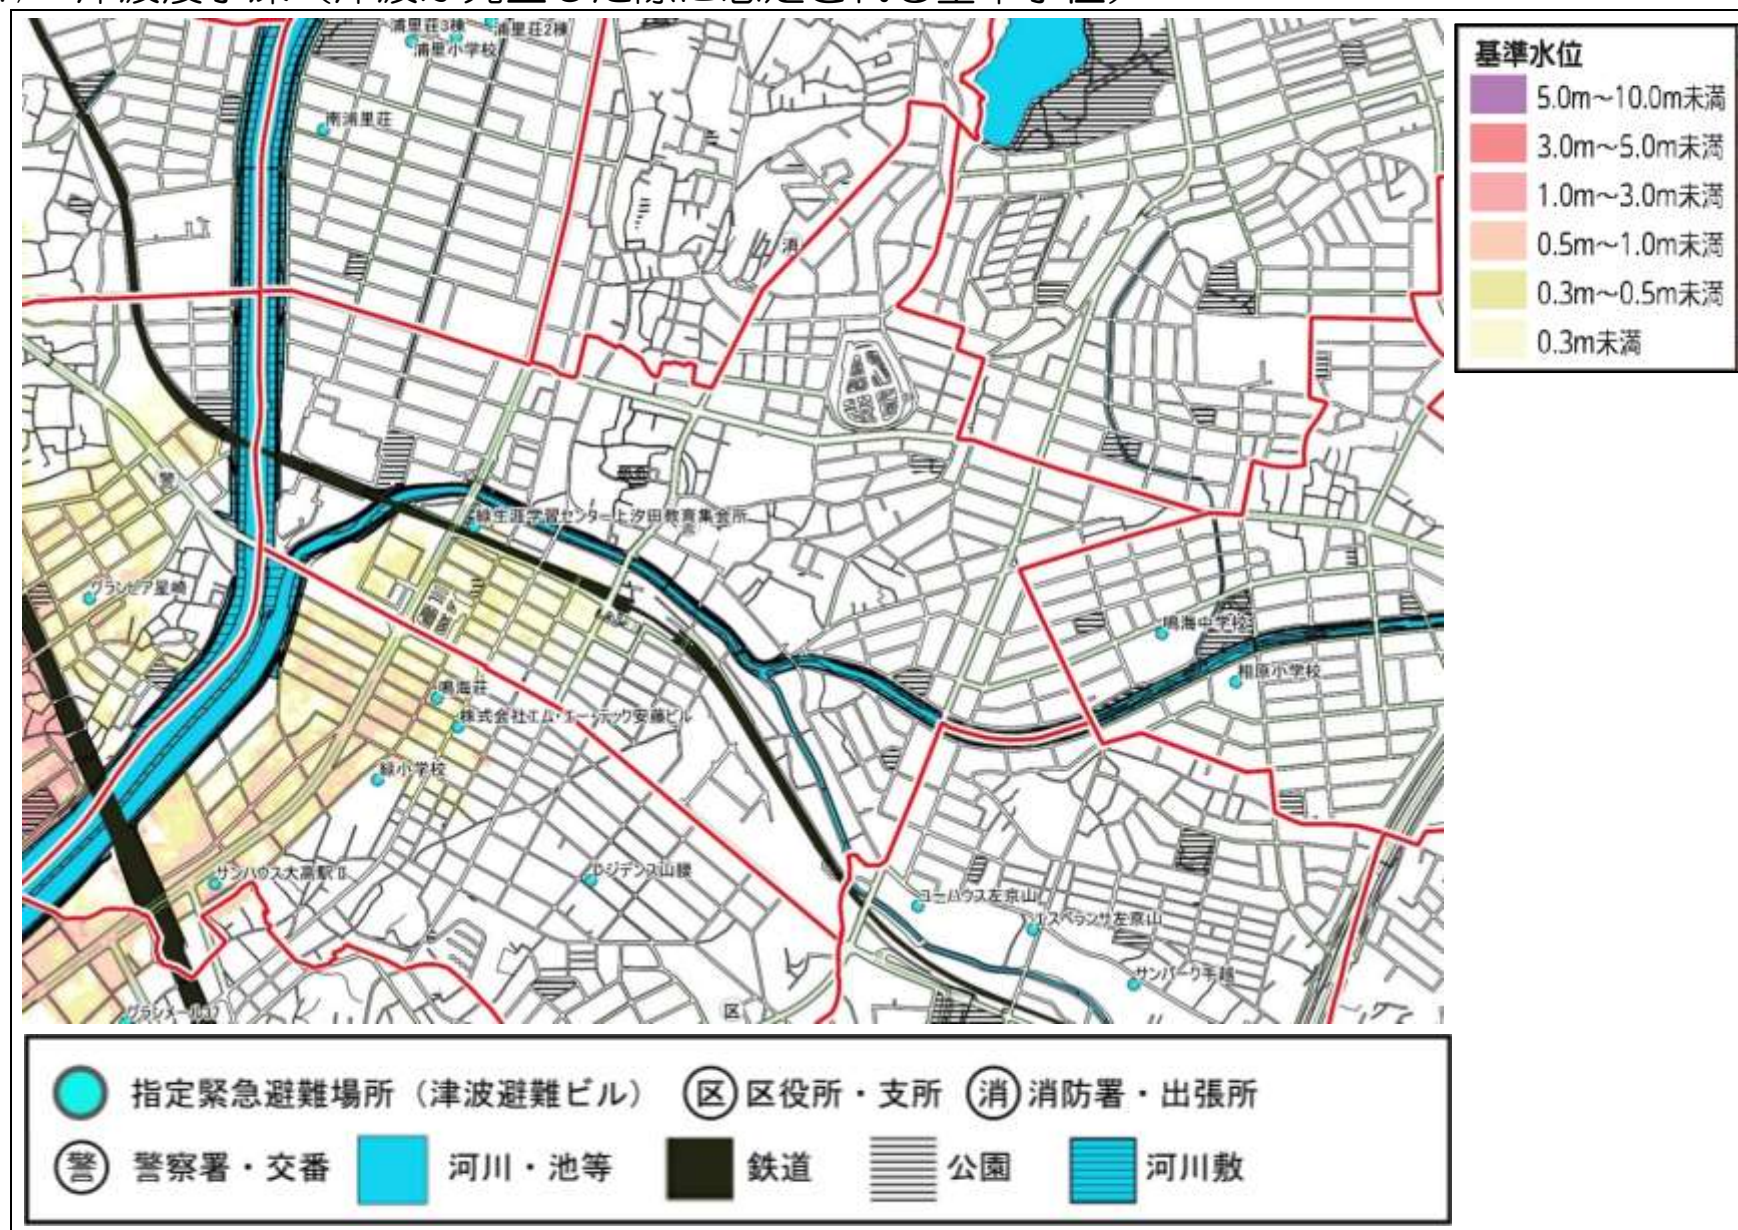 基準水位
5.0m～10.0m未満
3.0m～5.0m未満
1.0m～3.0m未満
0.5m～1.0m未満
0.3m～0.5m未満
0.3m未満
浦里荘3棟
浦里荘2棟
浦里小学校
南浦里荘
消
警
緑生涯学習センター上汐田教育集会所
グランピア星崎
鳴海中学校
相原小学校
鳴海荘
株式会社エム・エーテック安藤ビル
緑小学校
サンハウス大高駅Ⅱ
レジデンス山腰
ユーハウス左京山
エスペランサ左京山
サンパーク手越
区
指定緊急避難場所（津波避難ビル）
区 区役所・支所
消 消防署・出張所
警 警察署・交番
河川・池等
鉄道
公園
河川敷